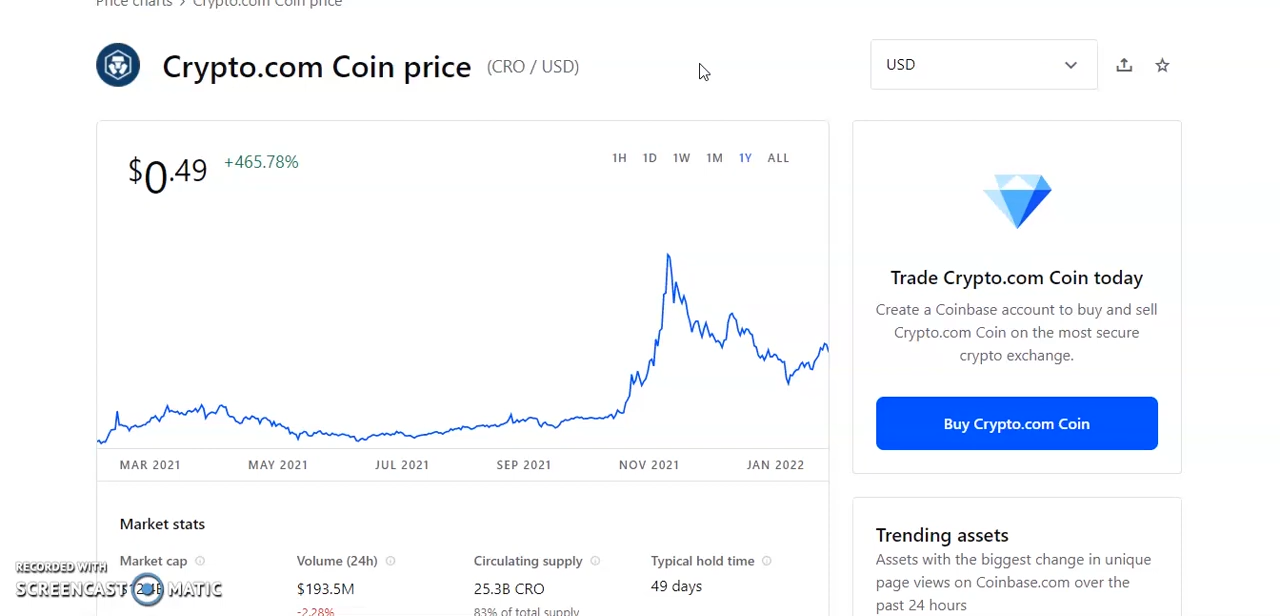 Price charts › Crypto.com Coin price
Crypto.com Coin price (CRO / USD)
USD
$0.49 +465.78%
1H 1D 1W 1M 1Y ALL
MAR 2021 MAY 2021 JUL 2021 SEP 2021 NOV 2021 JAN 2022
Trade Crypto.com Coin today
Create a Coinbase account to buy and sell
Crypto.com Coin on the most secure
crypto exchange.
Buy Crypto.com Coin
Market stats
Market cap Volume (24h) Circulating supply Typical hold time
$193.5M 25.3B CRO 49 days
-2.28% 83% of total supply
Trending assets
Assets with the biggest change in unique
page views on Coinbase.com over the
past 24 hours
RECORDED WITH
SCREENCAST MATIC